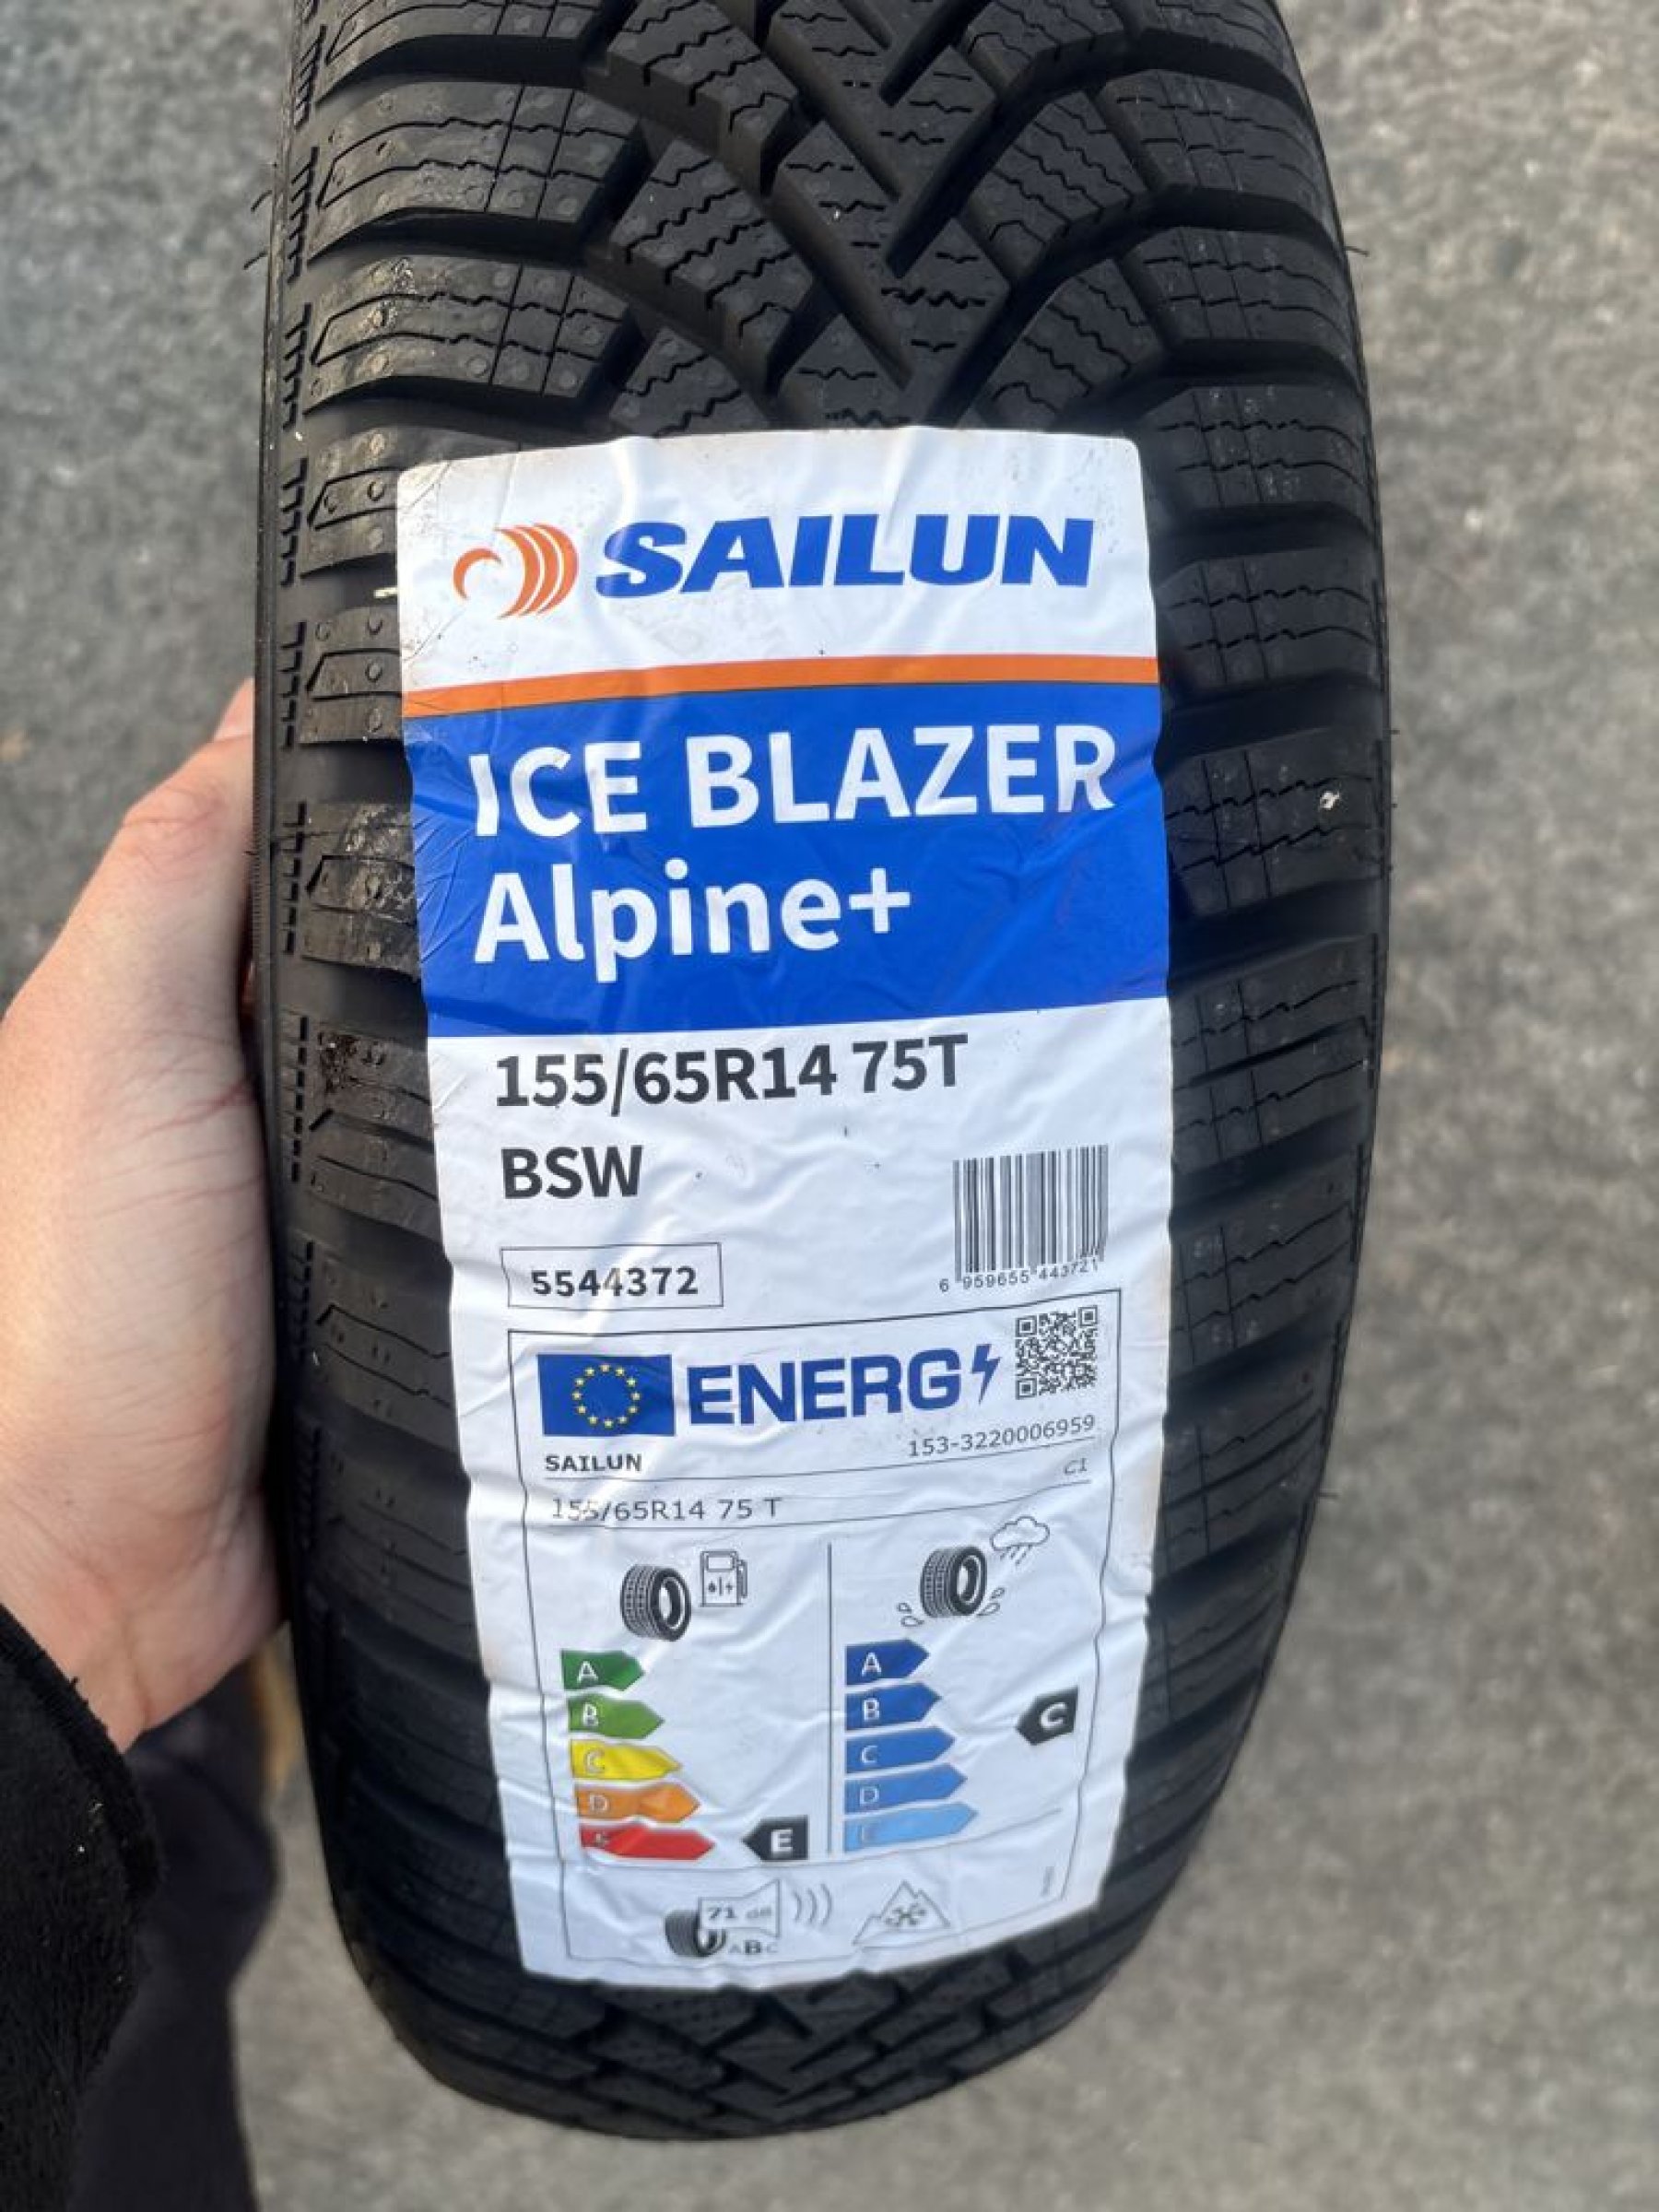 SAILUN
ICE BLAZER
Alpine+
155/65R14 75T
BSW
5544372
6 959655 443721
ENERG
SAILUN
153-3220006959
155/65R14 75 T
C1
A
B
C
D
E
E
A
B
C
D
E
C
71 dB
ABC